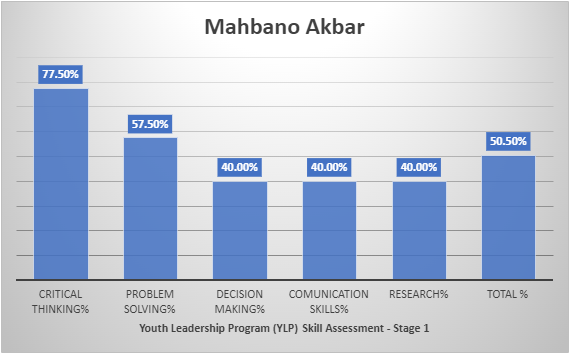 Mahbano Akbar
77.50%
57.50%
40.00%
40.00%
40.00%
50.50%
CRITICAL
THINKING%
PROBLEM
SOLVING%
DECISION
MAKING%
COMUNICATION
SKILLS%
RESEARCH%
TOTAL %
Youth Leadership Program (YLP) Skill Assessment - Stage 1